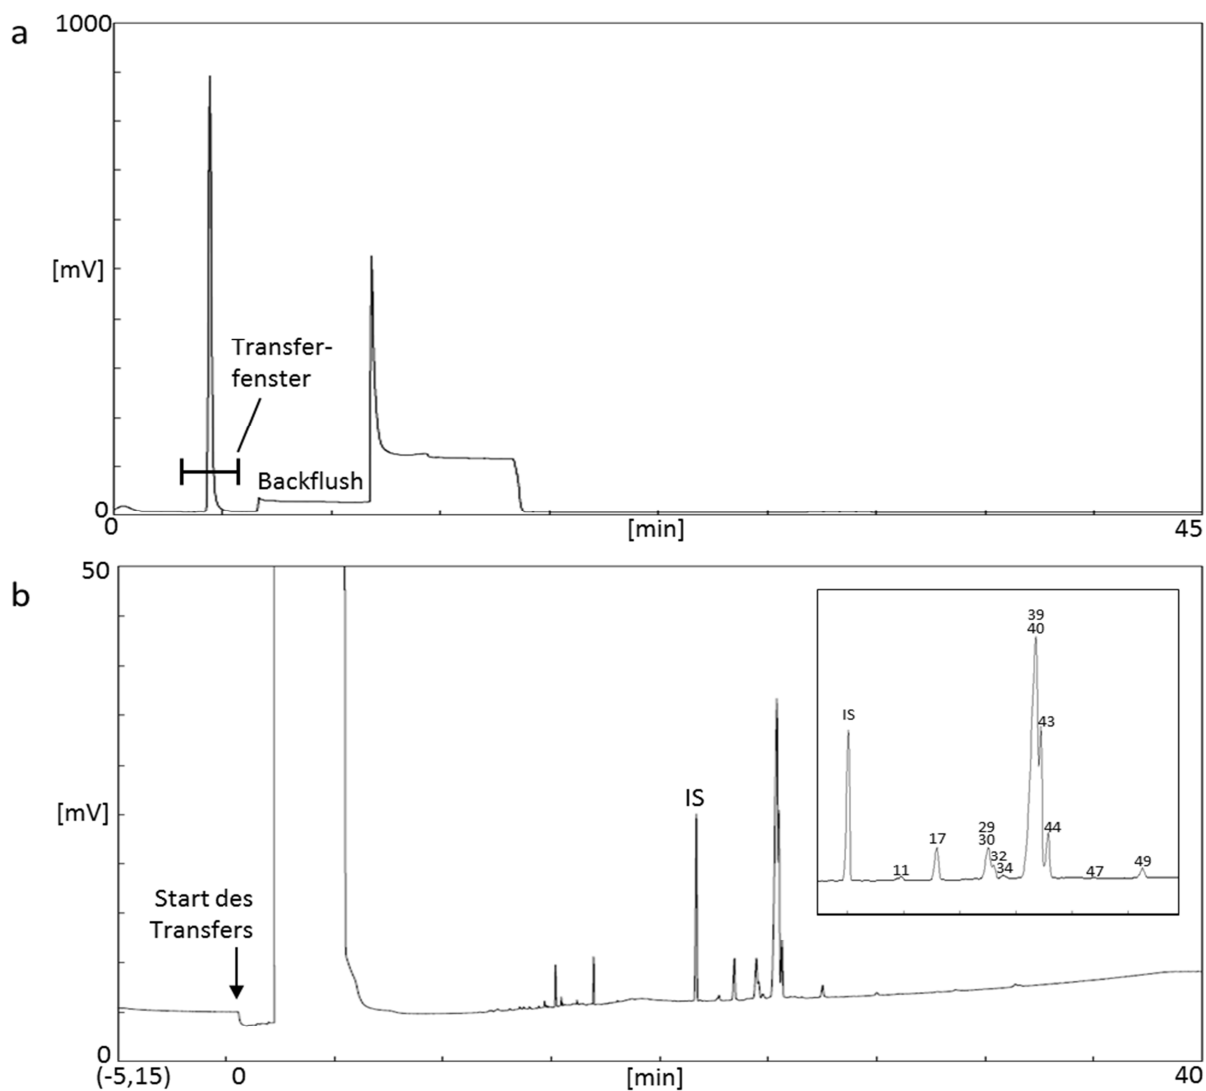 a
1000
[mV]
Transfer-
fenster
Backflush
0
0
[min]
45
b
50
[mV]
Start des
Transfers
IS
IS
11
17
29
30
32
34
39
40
43
44
47
49
0
(-5,15)
0
[min]
40